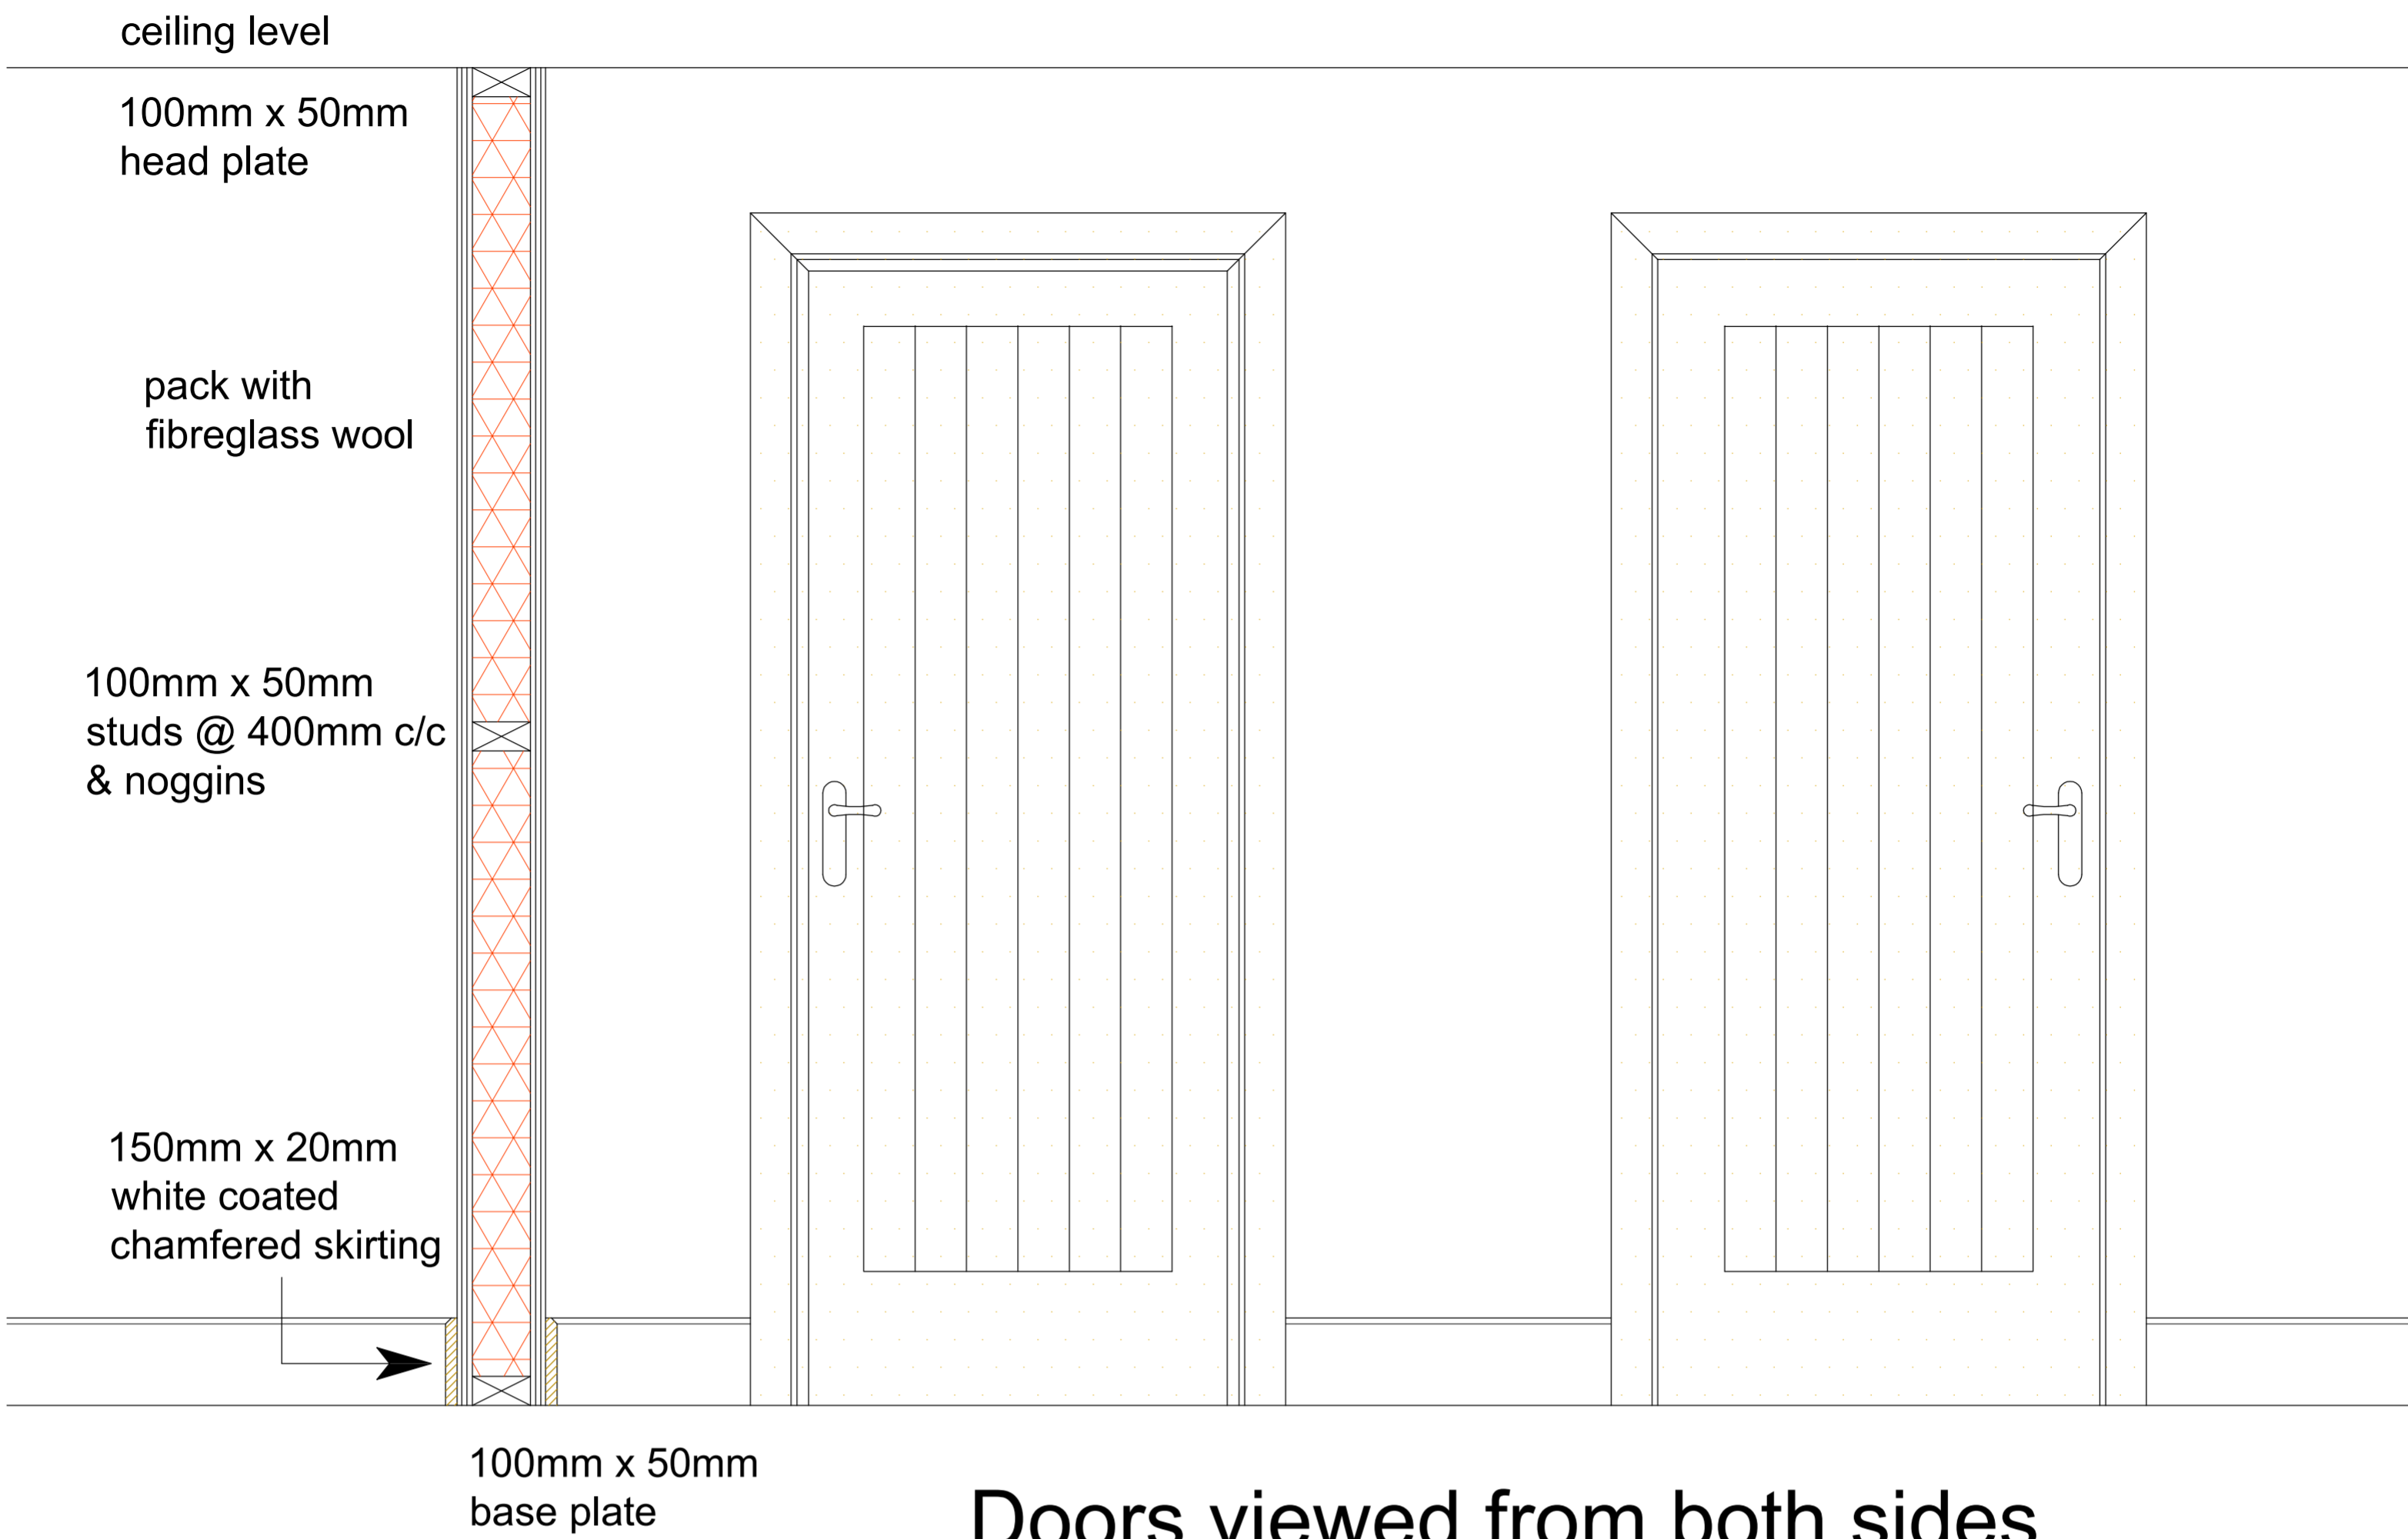 ceiling level
100mm x 50mm
head plate
pack with
fibreglass wool
100mm x 50mm
studs @ 400mm c/c
& noggins
150mm x 20mm
white coated
chamfered skirting
100mm x 50mm
base plate
Doors viewed from both sides